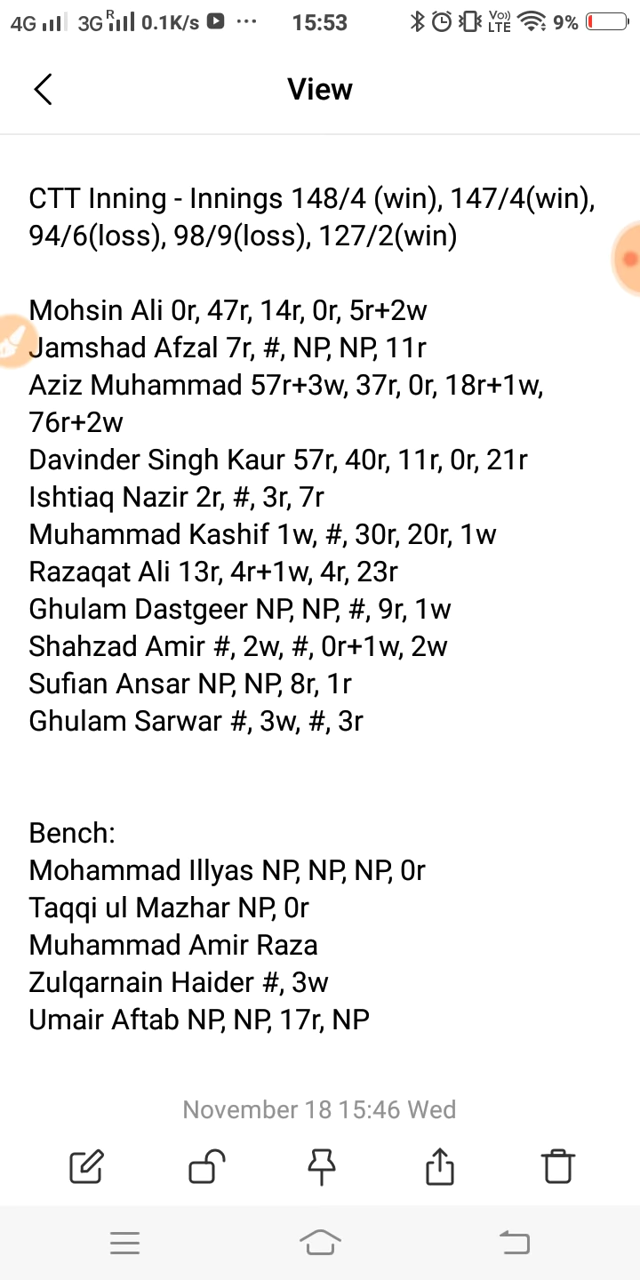 4G 3G R 0.1K/s ... 15:53 Vo)) LTE 9%
View
CTT Inning - Innings 148/4 (win), 147/4(win),
94/6(loss), 98/9(loss), 127/2(win)
Mohsin Ali 0r, 47r, 14r, 0r, 5r+2w
Jamshad Afzal 7r, #, NP, NP, 11r
Aziz Muhammad 57r+3w, 37r, 0r, 18r+1w,
76r+2w
Davinder Singh Kaur 57r, 40r, 11r, 0r, 21r
Ishtiaq Nazir 2r, #, 3r, 7r
Muhammad Kashif 1w, #, 30r, 20r, 1w
Razaqat Ali 13r, 4r+1w, 4r, 23r
Ghulam Dastgeer NP, NP, #, 9r, 1w
Shahzad Amir #, 2w, #, 0r+1w, 2w
Sufian Ansar NP, NP, 8r, 1r
Ghulam Sarwar #, 3w, #, 3r
Bench:
Mohammad Illyas NP, NP, NP, 0r
Taqqi ul Mazhar NP, 0r
Muhammad Amir Raza
Zulqarnain Haider #, 3w
Umair Aftab NP, NP, 17r, NP
November 18 15:46 Wed